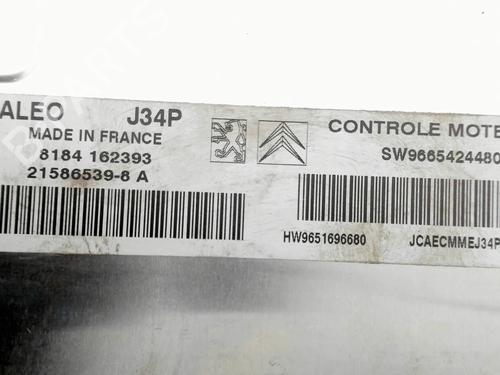 ALEO J34P
MADE IN FRANCE
8184 162393
21586539-8 A
CONTROLE MOTE
SW9665424480
HW9651696680 JCAECMMEJ34P